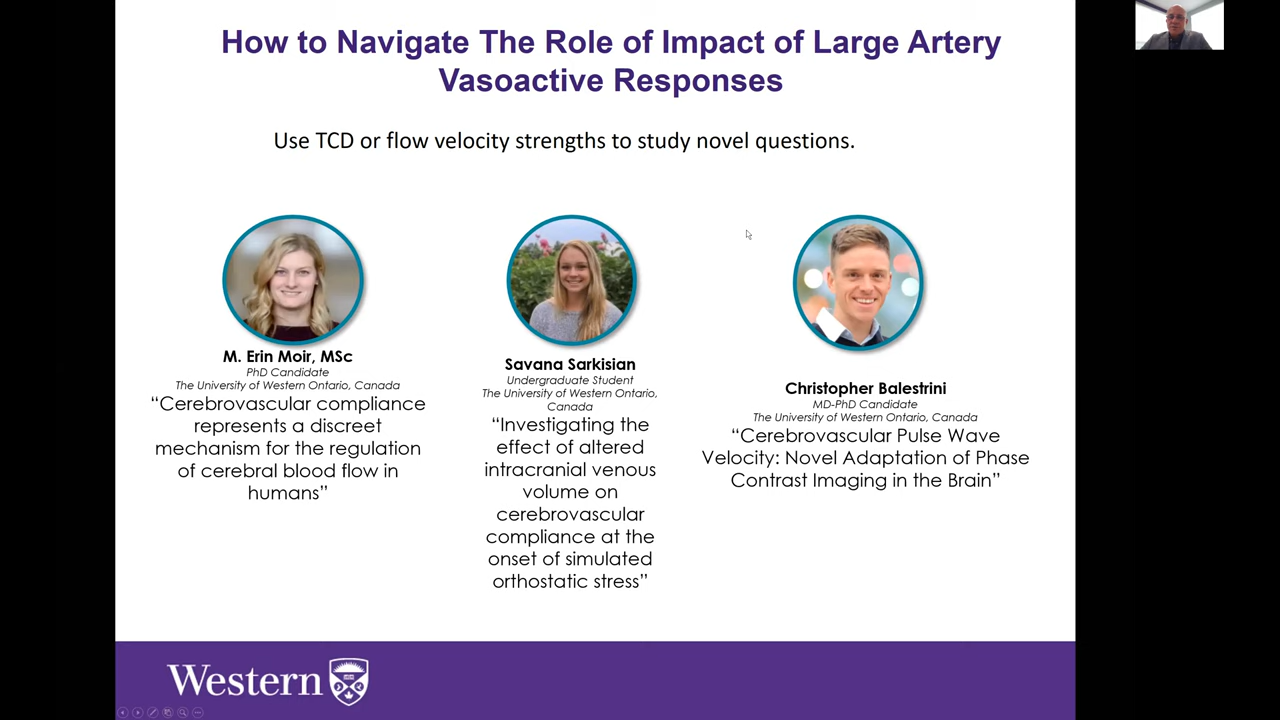 How to Navigate The Role of Impact of Large Artery
Vasoactive Responses
Use TCD or flow velocity strengths to study novel questions.
M. Erin Moir, MSc
PhD Candidate
The University of Western Ontario, Canada
“Cerebrovascular compliance
represents a discreet
mechanism for the regulation
of cerebral blood flow in
humans”
Savana Sarkisian
Undergraduate Student
The University of Western Ontario,
Canada
“Investigating the
effect of altered
intracranial venous
volume on
cerebrovascular
compliance at the
onset of simulated
orthostatic stress”
Christopher Balestrini
MD-PhD Candidate
The University of Western Ontario, Canada
“Cerebrovascular Pulse Wave
Velocity: Novel Adaptation of Phase
Contrast Imaging in the Brain”
Western